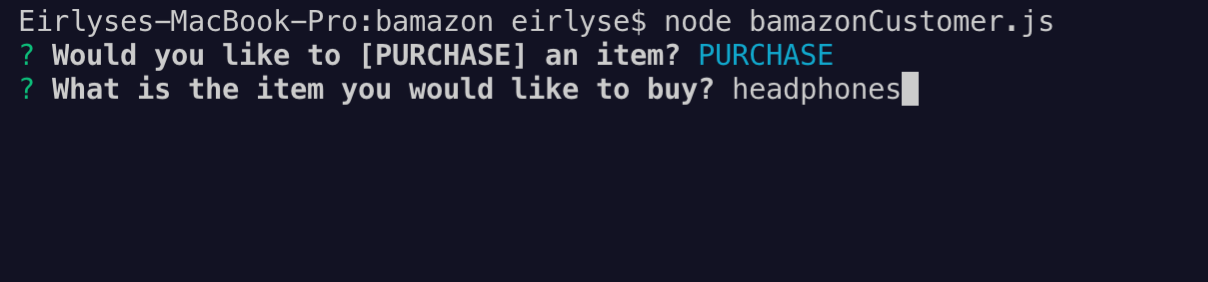 Eirlyses-MacBook-Pro:bamazon eirlyse$ node bamazonCustomer.js
? Would you like to [PURCHASE] an item? PURCHASE
? What is the item you would like to buy? headphones